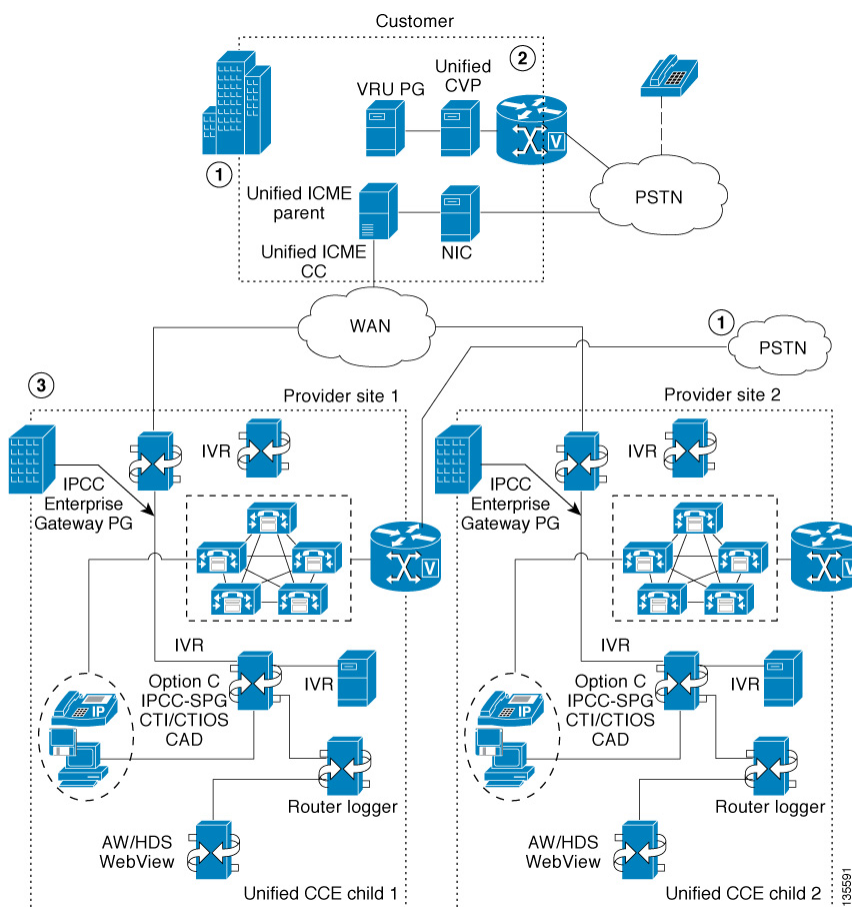 Customer
2
Unified
CVP
VRU PG
V
1
PSTN
Unified ICME
parent
NIC
Unified ICME
CC
WAN
1
PSTN
3
Provider site 1
Provider site 2
IVR
IVR
IPCC
Enterprise
Gateway PG
IPCC
Enterprise
Gateway PG
V
V
IVR
IVR
Option C
IPCC-SPG
CTI/CTIOS
CAD
IVR
Option C
IPCC-SPG
CTI/CTIOS
CAD
IVR
IP
IP
Router logger
Router logger
AW/HDS
WebView
AW/HDS
WebView
Unified CCE child 1
Unified CCE child 2
135591